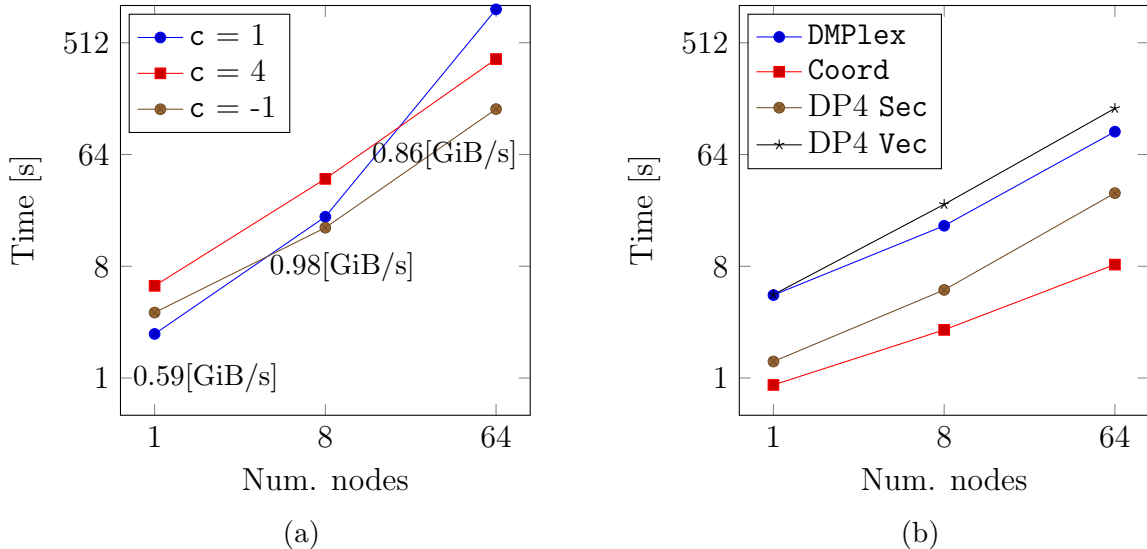 c = 1
c = 4
c = -1
512
64
8
1
Time [s]
0.86[GiB/s]
0.98[GiB/s]
0.59[GiB/s]
1 8 64
Num. nodes
(a)
DMPlex
Coord
DP4 Sec
DP4 Vec
512
64
8
1
Time [s]
1 8 64
Num. nodes
(b)